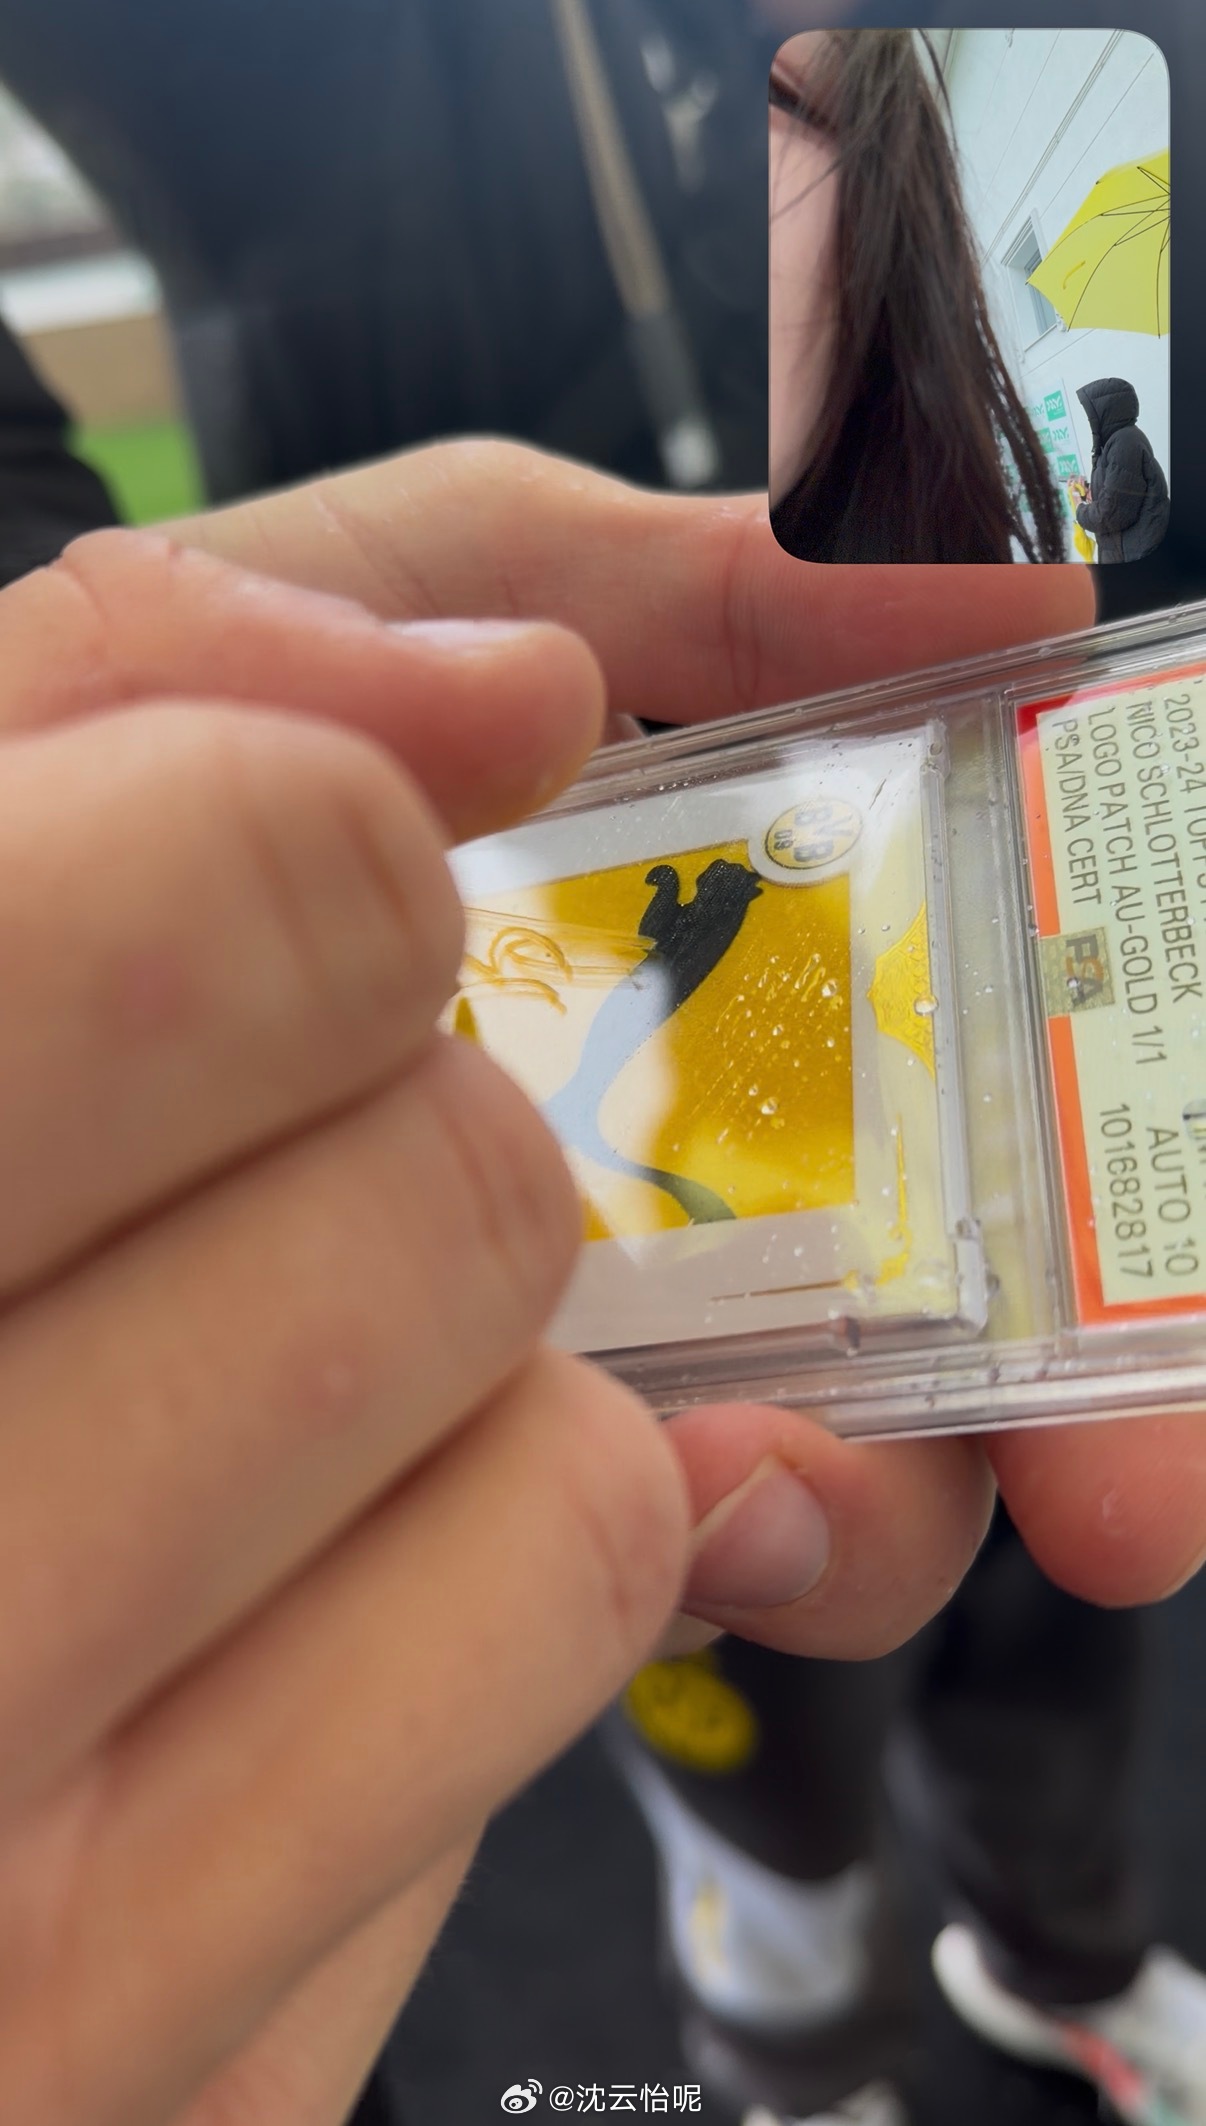 BVB
09
2023-24 TOPPS
NICO SCHLOTTERBECK
LOGO PATCH AU-GOLD 1/1
PSA/DNA CERT
AUTO 10
101682817
PSA
@沈云怡呢